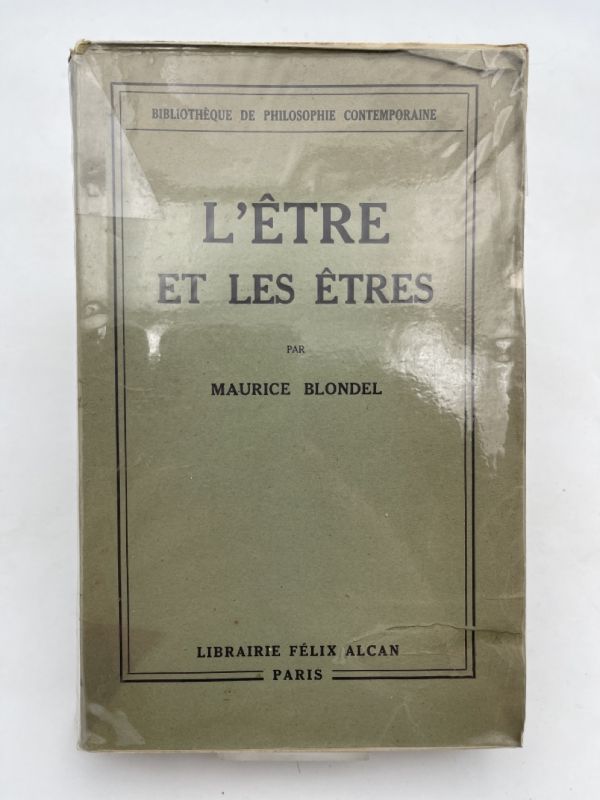 BIBLIOTHÈQUE DE PHILOSOPHIE CONTEMPORAINE
L'ÊTRE
ET LES ÊTRES
PAR
MAURICE BLONDEL
LIBRAIRIE FÉLIX ALCAN
PARIS